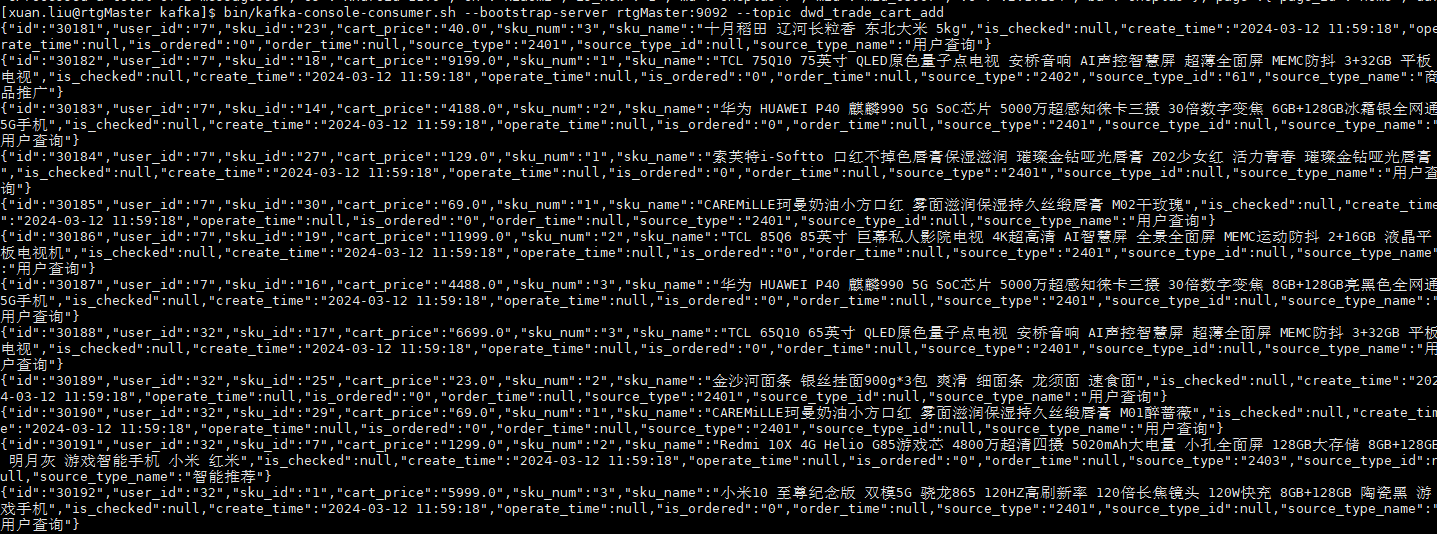 [xuan.liu@rtgMaster kafka]$ bin/kafka-console-consumer.sh --bootstrap-server rtgMaster:9092 --topic dwd_trade_cart_add
{"id":"30181","user_id":"7","sku_id":"23","cart_price":"40.0","sku_num":"3","sku_name":"十月稻田 辽河长粒香 东北大米 5kg","is_checked":null,"create_time":"2024-03-12 11:59:18","ope
rate_time":null,"is_ordered":"0","order_time":null,"source_type":"2401","source_type_id":null,"source_type_name":"用户查询"}
{"id":"30182","user_id":"7","sku_id":"18","cart_price":"9199.0","sku_num":"1","sku_name":"TCL 75Q10 75英寸 QLED原色量子点电视 安桥音响 AI声控智慧屏 超薄全面屏 MEMC防抖 3+32GB 平板
电视","is_checked":null,"create_time":"2024-03-12 11:59:18","operate_time":null,"is_ordered":"0","order_time":null,"source_type":"2402","source_type_id":"61","source_type_name":"商
品推广"}
{"id":"30183","user_id":"7","sku_id":"14","cart_price":"4188.0","sku_num":"2","sku_name":"华为 HUAWEI P40 麒麟990 5G SoC芯片 5000万超感知徕卡三摄 30倍数字变焦 6GB+128GB冰霜银全网通
5G手机","is_checked":null,"create_time":"2024-03-12 11:59:18","operate_time":null,"is_ordered":"0","order_time":null,"source_type":"2401","source_type_id":null,"source_type_name":"
用户查询"}
{"id":"30184","user_id":"7","sku_id":"27","cart_price":"129.0","sku_num":"1","sku_name":"索芙特i-Softto 口红不掉色唇膏保湿滋润 璀璨金钻哑光唇膏 Z02少女红 活力青春 璀璨金钻哑光唇膏
","is_checked":null,"create_time":"2024-03-12 11:59:18","operate_time":null,"is_ordered":"0","order_time":null,"source_type":"2401","source_type_id":null,"source_type_name":"用户查
询"}
{"id":"30185","user_id":"7","sku_id":"30","cart_price":"69.0","sku_num":"1","sku_name":"CAREMiLLE珂曼奶油小方口红 雾面滋润保湿持久丝缎唇膏 M02干玫瑰","is_checked":null,"create_time
":"2024-03-12 11:59:18","operate_time":null,"is_ordered":"0","order_time":null,"source_type":"2401","source_type_id":null,"source_type_name":"用户查询"}
{"id":"30186","user_id":"7","sku_id":"19","cart_price":"11999.0","sku_num":"2","sku_name":"TCL 85Q6 85英寸 巨幕私人影院电视 4K超高清 AI智慧屏 全景全面屏 MEMC运动防抖 2+16GB 液晶平
板电视机","is_checked":null,"create_time":"2024-03-12 11:59:18","operate_time":null,"is_ordered":"0","order_time":null,"source_type":"2401","source_type_id":null,"source_type_name"
:"用户查询"}
{"id":"30187","user_id":"7","sku_id":"16","cart_price":"4488.0","sku_num":"3","sku_name":"华为 HUAWEI P40 麒麟990 5G SoC芯片 5000万超感知徕卡三摄 30倍数字变焦 8GB+128GB亮黑色全网通
5G手机","is_checked":null,"create_time":"2024-03-12 11:59:18","operate_time":null,"is_ordered":"0","order_time":null,"source_type":"2401","source_type_id":null,"source_type_name":"
用户查询"}
{"id":"30188","user_id":"32","sku_id":"17","cart_price":"6699.0","sku_num":"3","sku_name":"TCL 65Q10 65英寸 QLED原色量子点电视 安桥音响 AI声控智慧屏 超薄全面屏 MEMC防抖 3+32GB 平板
电视","is_checked":null,"create_time":"2024-03-12 11:59:18","operate_time":null,"is_ordered":"0","order_time":null,"source_type":"2401","source_type_id":null,"source_type_name":"用
户查询"}
{"id":"30189","user_id":"32","sku_id":"25","cart_price":"23.0","sku_num":"2","sku_name":"金沙河面条 银丝挂面900g*3包 爽滑 细面条 龙须面 速食面","is_checked":null,"create_time":"202
4-03-12 11:59:18","operate_time":null,"is_ordered":"0","order_time":null,"source_type":"2401","source_type_id":null,"source_type_name":"用户查询"}
{"id":"30190","user_id":"32","sku_id":"29","cart_price":"69.0","sku_num":"1","sku_name":"CAREMiLLE珂曼奶油小方口红 雾面滋润保湿持久丝缎唇膏 M01醉蔷薇","is_checked":null,"create_tim
e":"2024-03-12 11:59:18","operate_time":null,"is_ordered":"0","order_time":null,"source_type":"2401","source_type_id":null,"source_type_name":"用户查询"}
{"id":"30191","user_id":"32","sku_id":"7","cart_price":"1299.0","sku_num":"2","sku_name":"Redmi 10X 4G Helio G85游戏芯 4800万超清四摄 5020mAh大电量 小孔全面屏 128GB大存储 8GB+128GB
明月灰 游戏智能手机 小米 红米","is_checked":null,"create_time":"2024-03-12 11:59:18","operate_time":null,"is_ordered":"0","order_time":null,"source_type":"2403","source_type_id":n
ull,"source_type_name":"智能推荐"}
{"id":"30192","user_id":"32","sku_id":"1","cart_price":"5999.0","sku_num":"3","sku_name":"小米10 至尊纪念版 双模5G 骁龙865 120HZ高刷新率 120倍长焦镜头 120W快充 8GB+128GB 陶瓷黑 游
戏手机","is_checked":null,"create_time":"2024-03-12 11:59:18","operate_time":null,"is_ordered":"0","order_time":null,"source_type":"2401","source_type_id":null,"source_type_name":"
用户查询"}